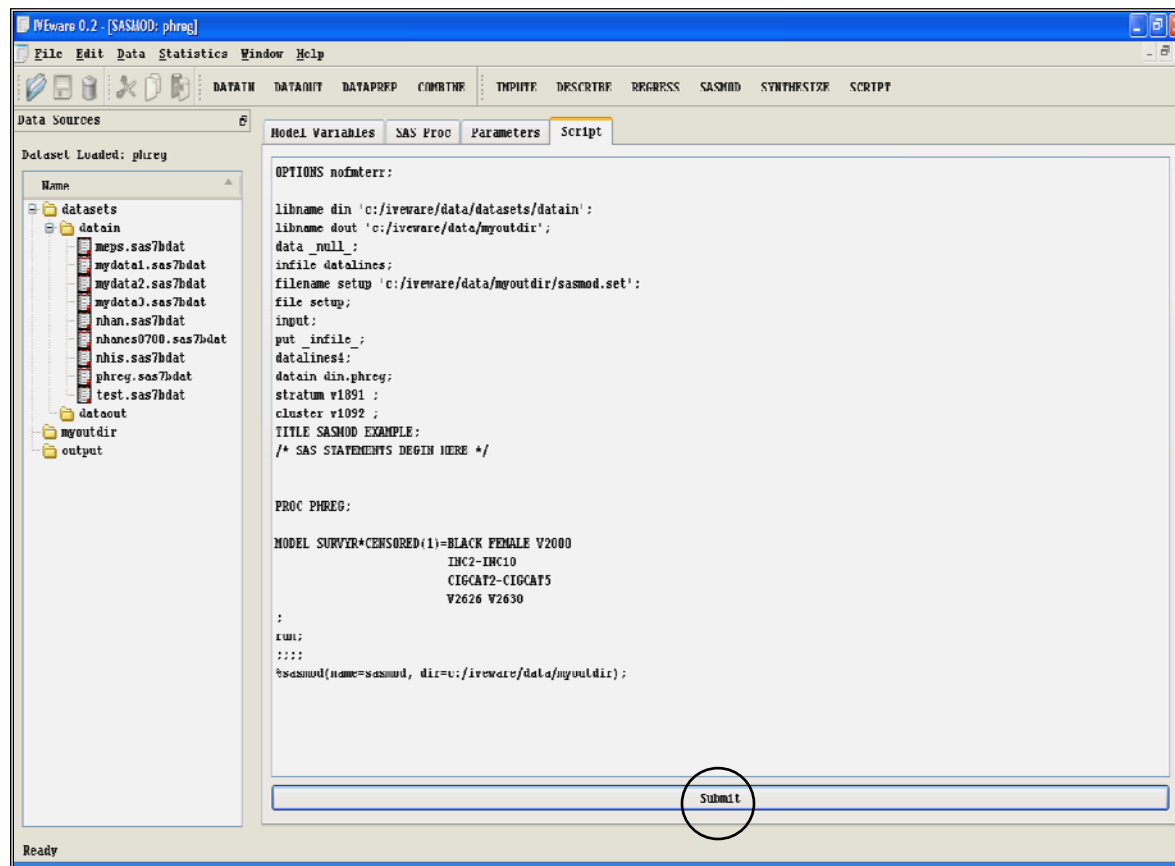 IVEware 0.2 - [SASMOD: phreg]
File Edit Data Statistics Window Help
DATAIN DATAOUT DATAPREP COMBINE IMPUTE DESCRIBE REGRESS SASMOD SYNTHESIZE SCRIPT
Data Sources
Dataset Loaded: phreg
Name
datasets
datain
meps.sas7bdat
mydata1.sas7bdat
mydata2.sas7bdat
mydata3.sas7bdat
nhan.sas7bdat
nhanes0700.sas7bdat
nhis.sas7bdat
phreg.sas7bdat
test.sas7bdat
dataout
myoutdir
output
Model Variables SAS Proc Parameters Script
OPTIONS nofmterr;
libname din 'c:/iveware/data/datasets/datain';
libname dout 'c:/iveware/data/myoutdir';
data _null_;
infile datalines;
filename setup 'c:/iveware/data/myoutdir/sasmod.set';
file setup;
input;
put _infile_;
datalines4;
datain din.phreg;
stratum v1891 ;
cluster v1092 ;
TITLE SASMOD EXAMPLE;
/* SAS STATEMENTS BEGIN HERE */
PROC PHREG;
MODEL SURVYR*CENSORED(1)=BLACK FEMALE V2000
INC2-INC10
CIGCAT2-CIGCAT5
V2626 V2630
;
run;
;;;;
%sasmod(name=sasmod, dir=c:/iveware/data/myoutdir);
Submit
Ready